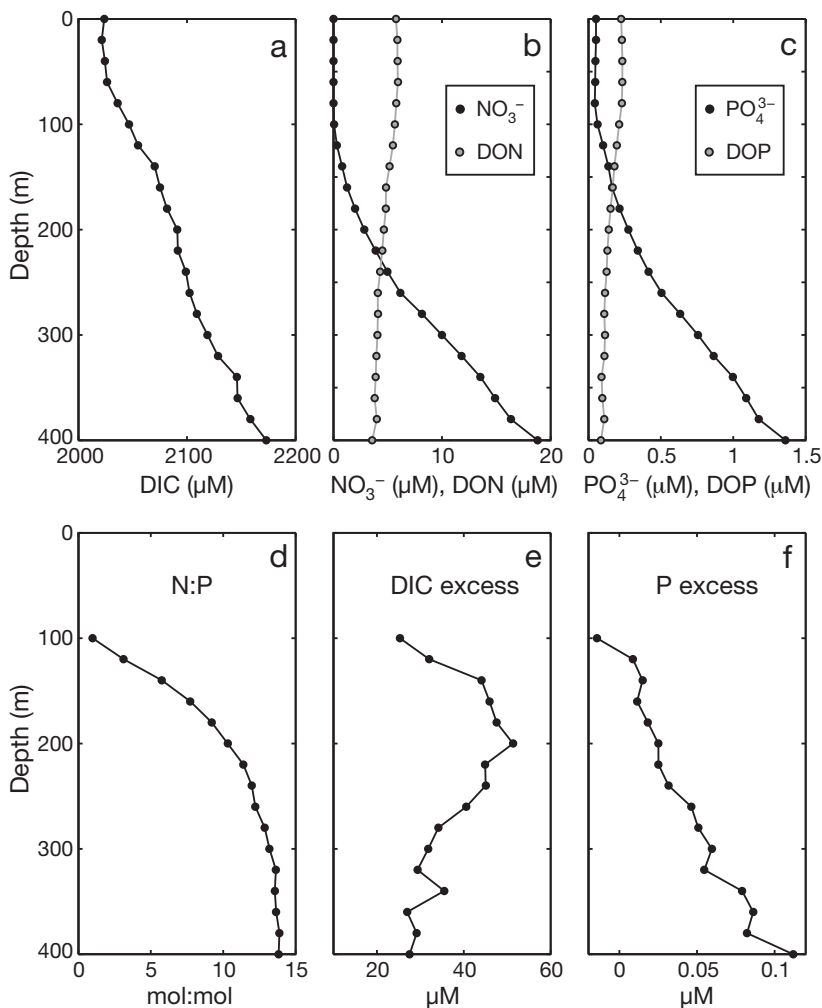 a
b
c
0
100
200
300
400
Depth (m)
2000
2100
2200
DIC (µM)
NO₃⁻
DON
0
10
20
NO₃⁻ (µM), DON (µM)
PO₄³⁻
DOP
0
0.5
1
1.5
PO₄³⁻ (µM), DOP (µM)
d
e
f
N:P
DIC excess
P excess
0
100
200
300
400
Depth (m)
0
5
10
15
mol:mol
20
40
60
µM
0
0.05
0.1
µM